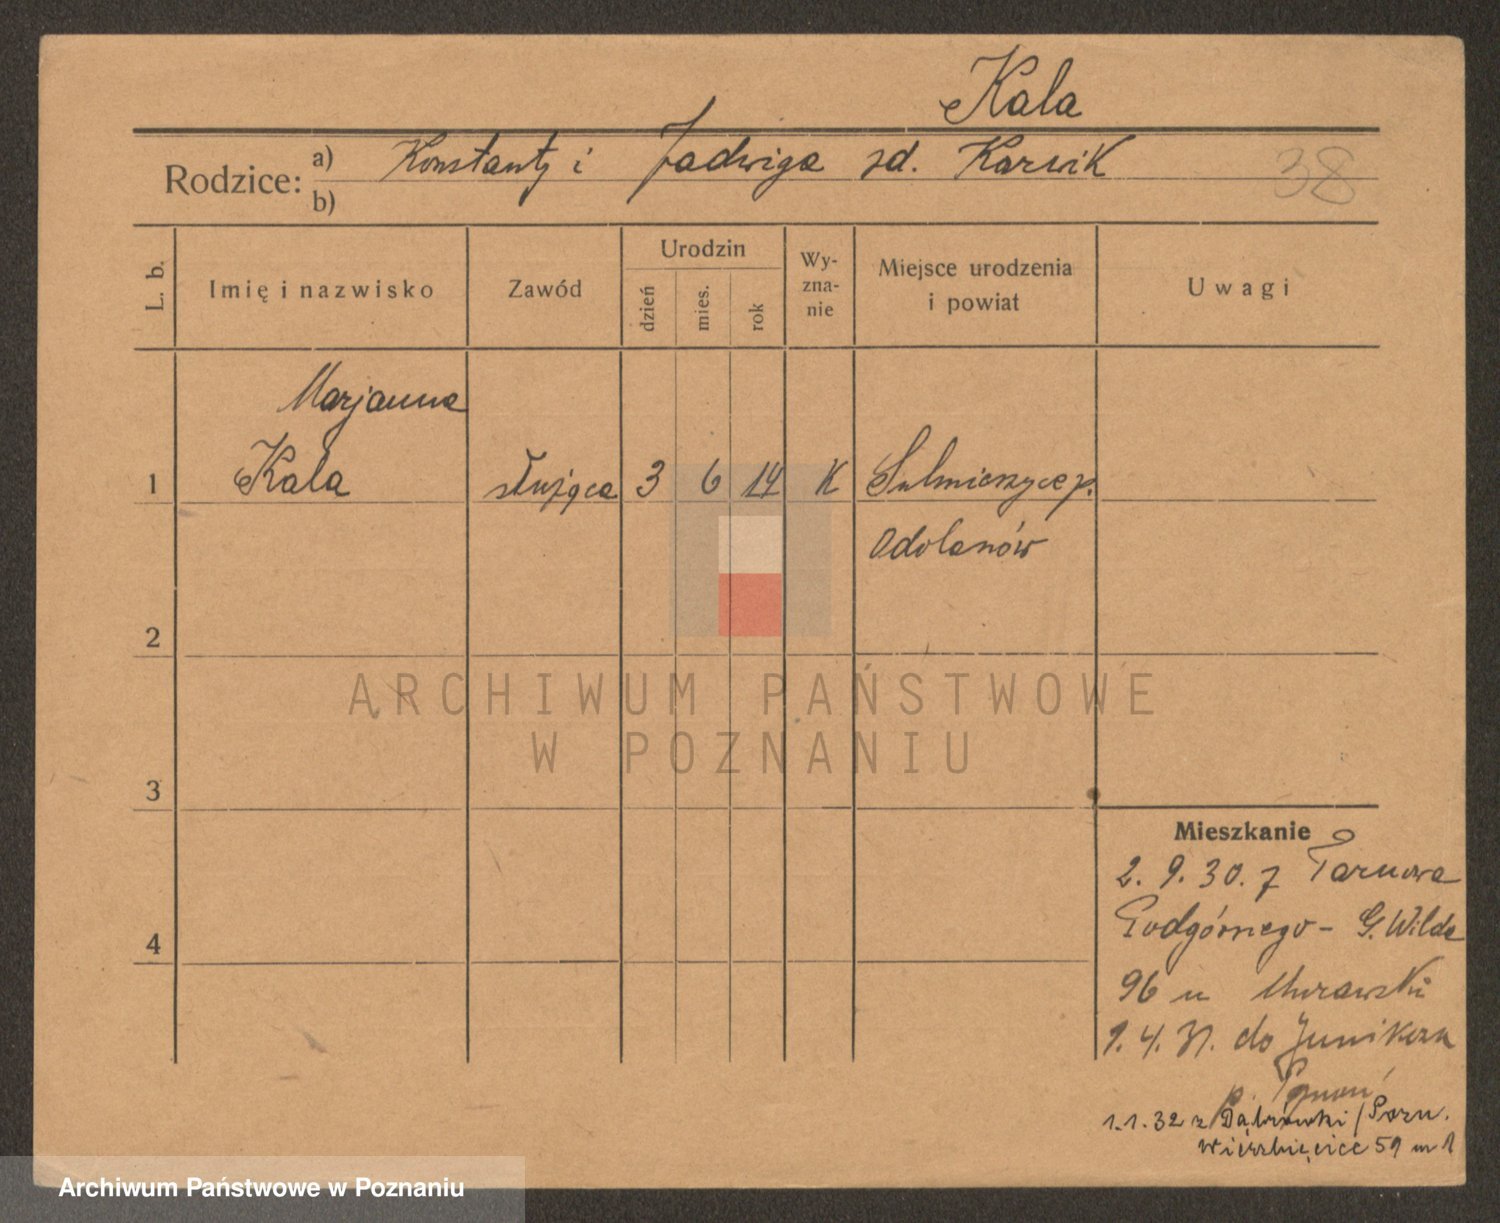 Kala
Rodzice: a) Konstanty i Jadwiga zd. Karwik
b)
38
L. b.
Imię i nazwisko
Zawód
Urodzin
dzień
mies.
rok
Wy-
zna-
nie
Miejsce urodzenia
i powiat
Uwagi
Marjanna
1 Kala służąca 3 6 14 K Sulmierzyce p.
Odolanów
2
3
4
Mieszkanie
2. 9. 30. z Tarnowa
Podgórnego - G. Wilda
96 u Murawski
1. 4. 31. do Junikowa
p. Poznań
1.1.32 z Dąbrówki / Pozn.
Wierzbięcice 59 m 1
ARCHIWUM PAŃSTWOWE
W POZNANIU
Archiwum Państwowe w Poznaniu